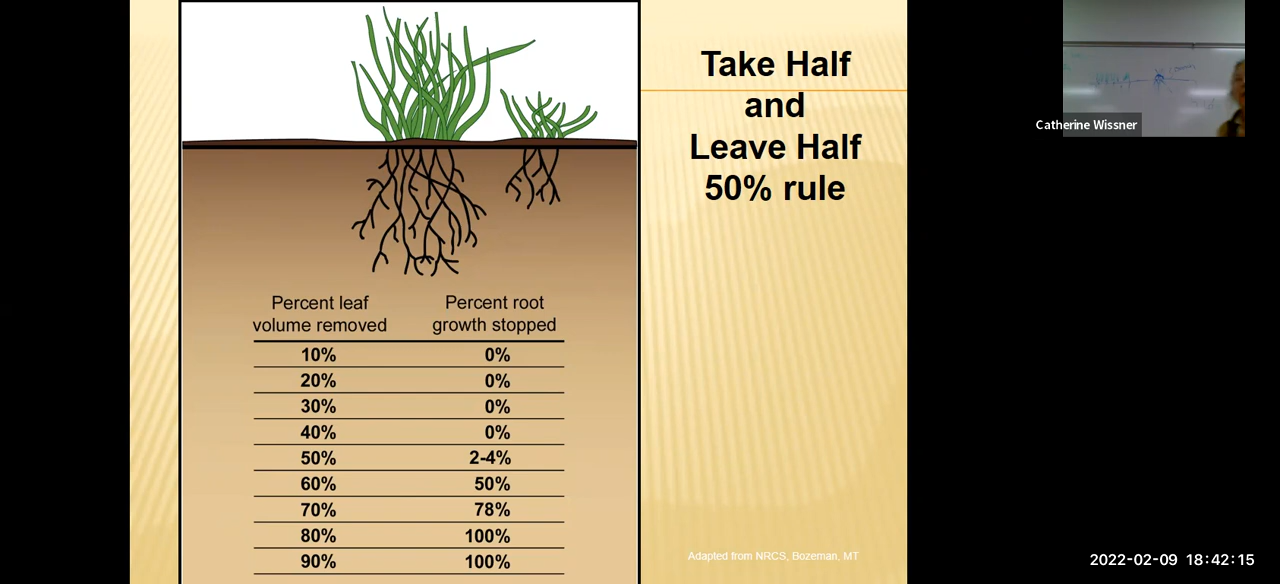 Take Half
and
Leave Half
50% rule
Percent leaf volume removed Percent root growth stopped
10% 0%
20% 0%
30% 0%
40% 0%
50% 2-4%
60% 50%
70% 78%
80% 100%
90% 100%
Adapted from NRCS, Bozeman, MT
Catherine Wissner
2022-02-09 18:42:15